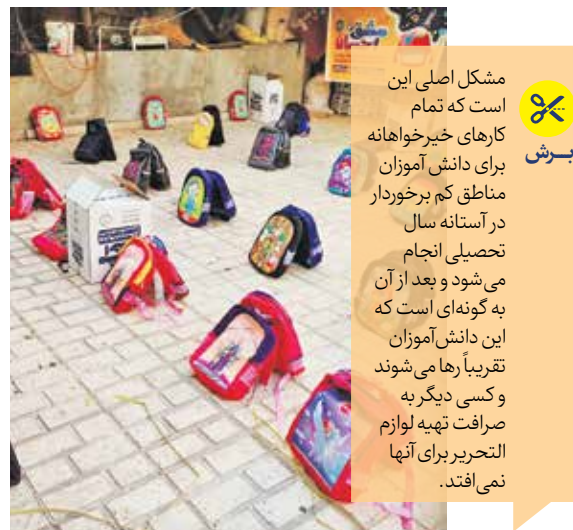 برش
مشکل اصلی این
است که تمام
کارهای خیرخواهانه
برای دانش آموزان
مناطق کم برخوردار
در آستانه سال
تحصیلی انجام
می‌شود و بعد از آن
به گونه‌ای است که
این دانش‌آموزان
تقریباً رها می‌شوند
و کسی دیگر به
صرافت تهیه لوازم
التحریر برای آنها
نمی‌افتد.
مشق